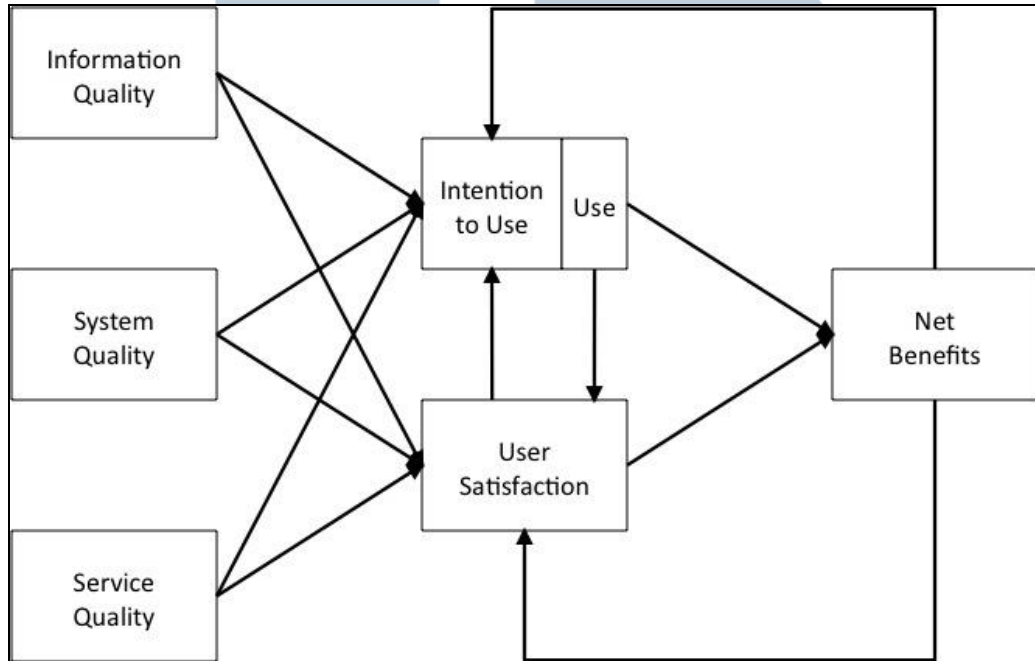 Information
Quality
Intention
to Use
Use
System
Quality
Net
Benefits
User
Satisfaction
Service
Quality